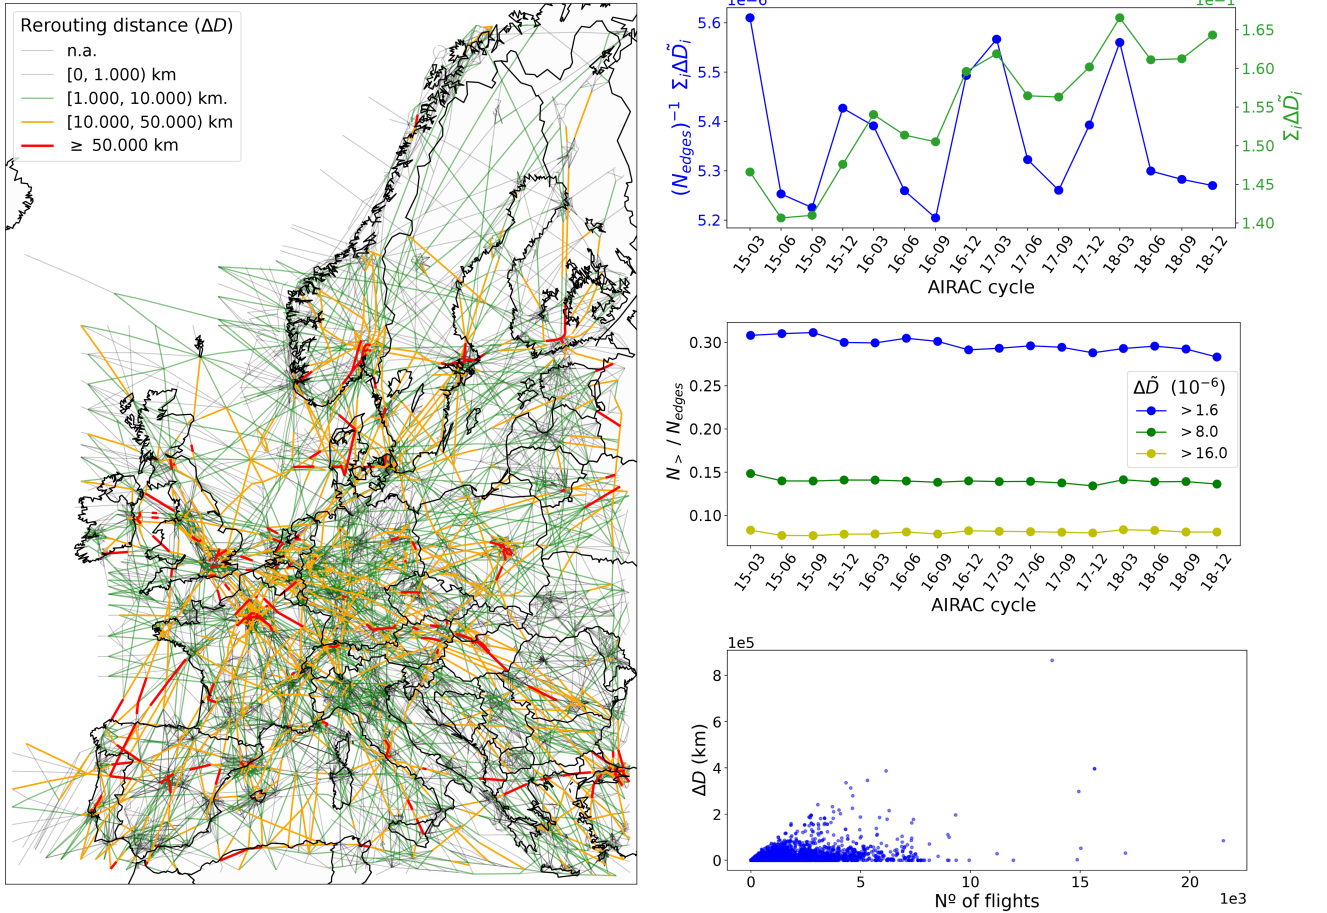 Rerouting distance (ΔD)
n.a.
[0, 1.000) km
[1.000, 10.000) km.
[10.000, 50.000) km
≥ 50.000 km
1e−6
1e−1
5.6
5.5
5.4
5.3
5.2
(N_edges)⁻¹ Σ_iΔD̃_i
1.65
1.60
1.55
1.50
1.45
1.40
Σ_iΔD̃_i
15-03 15-06 15-09 15-12 16-03 16-06 16-09 16-12 17-03 17-06 17-09 17-12 18-03 18-06 18-09 18-12
AIRAC cycle
0.30
0.25
0.20
0.15
0.10
N_> / N_edges
ΔD̃ (10⁻⁶)
> 1.6
> 8.0
> 16.0
15-03 15-06 15-09 15-12 16-03 16-06 16-09 16-12 17-03 17-06 17-09 17-12 18-03 18-06 18-09 18-12
AIRAC cycle
1e5
8
6
4
2
0
ΔD (km)
0 5 10 15 20
1e3
Nº of flights